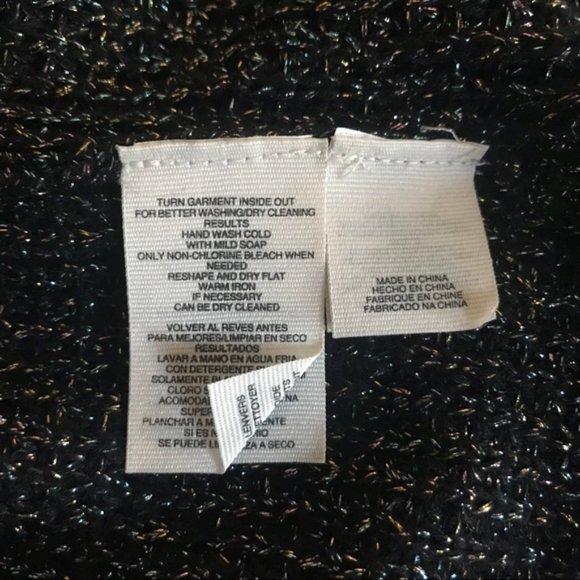 TURN GARMENT INSIDE OUT
FOR BETTER WASHING/DRY CLEANING
RESULTS
HAND WASH COLD
WITH MILD SOAP
ONLY NON-CHLORINE BLEACH WHEN
NEEDED
RESHAPE AND DRY FLAT
WARM IRON
IF NECESSARY
CAN BE DRY CLEANED
VOLVER AL REVES ANTES
PARA MEJORES/LIMPIAR EN SECO
RESULTADOS
LAVAR A MANO EN AGUA FRIA
CON DETERGENTE
SOLAMENTE
CLORO
PLANCHAR A
SI ES
SE PUEDE A SECO
MADE IN CHINA
HECHO EN CHINA
FABRIQUE EN CHINE
FABRICADO NA CHINA